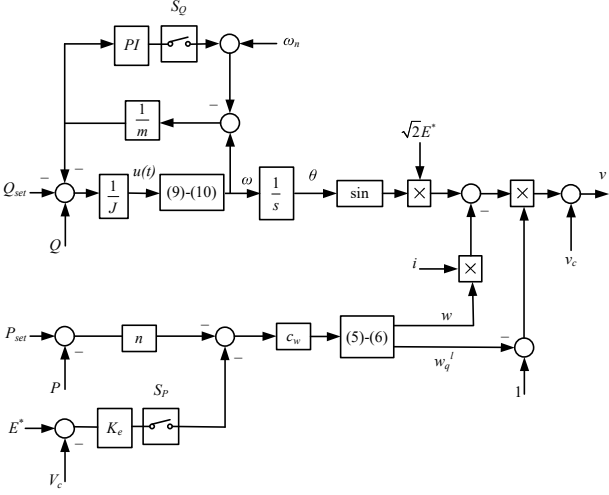 S_Q
PI
ω_n
−
1/m
√2E*
− −
u(t)
ω
θ
v
Q_set
1/J
(9)-(10)
1/s
sin
×
×
−
Q
i
×
v_c
P_set
n
−
c_w
(5)-(6)
w
−
−
w_q^l
−
P
S_P
1
E*
K_e
−
V_c